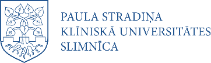 PAULA STRADIŅA
KLĪNISKĀ UNIVERSITĀTES
SLIMNĪCA